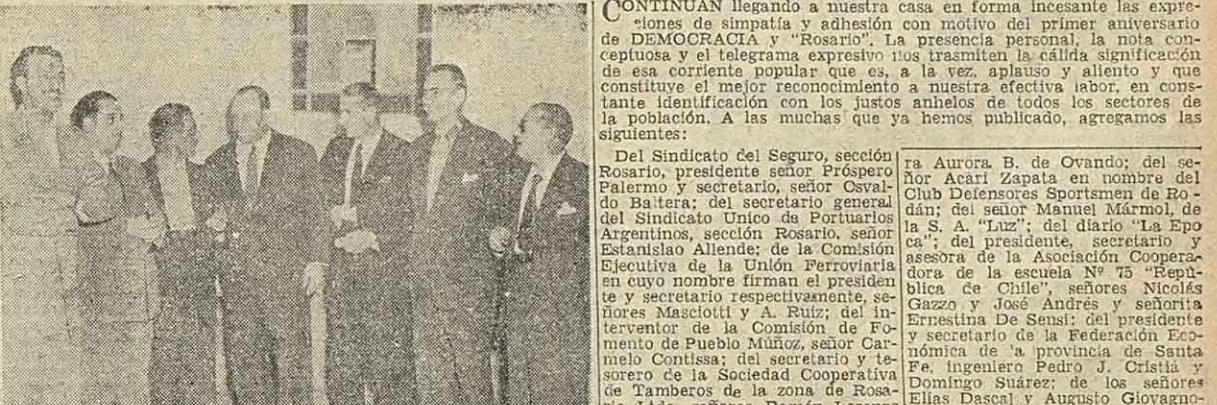 CONTINUAN llegando a nuestra casa en forma incesante las expre-
siones de simpatía y adhesión con motivo del primer aniversario
de DEMOCRACIA y "Rosario". La presencia personal, la nota con-
ceptuosa y el telegrama expresivo nos trasmiten la cálida significación
de esa corriente popular que es, a la vez, aplauso y aliento y que
constituye el mejor reconocimiento a nuestra efectiva labor, en cons-
tante identificación con los justos anhelos de todos los sectores de
la población. A las muchas que ya hemos publicado, agregamos las
siguientes:
Del Sindicato del Seguro, sección
Rosario, presidente señor Próspero
Palermo y secretario, señor Osval-
do Baltera; del secretario general
del Sindicato Unico de Portuarios
Argentinos, sección Rosario, señor
Estanislao Allende; de la Comisión
Ejecutiva de la Unión Ferroviaria
en cuyo nombre firman el presiden
te y secretario respectivamente, se-
ñores Masciotti y A. Ruiz; del in-
terventor de la Comisión de Fo-
mento de Pueblo Múñoz, señor Car-
melo Contissa; del secretario y te-
sorero de la Sociedad Cooperativa
de Tamberos de la zona de Rosa-
rio Ltda. señores Ramón Lorenzo
ra Aurora B. de Ovando; del se-
ñor Acari Zapata en nombre del
Club Defensores Sportsmen de Ro-
dán; del señor Manuel Mármol, de
la S. A. "Luz"; del diario "La Epo
ca"; del presidente, secretario y
asesora de la Asociación Coopera-
dora de la escuela Nº 75 "Repú-
blica de Chile", señores Nicolás
Gazzo y José Andrés y señorita
Ernestina De Sensi; del presidente
y secretario de la Federación Eco-
nómica de 'a provincia de Santa
Fe, ingeniero Pedro J. Cristiá y
Domingo Suárez; de los señores
Elías Dascal y Augusto Giovagno-